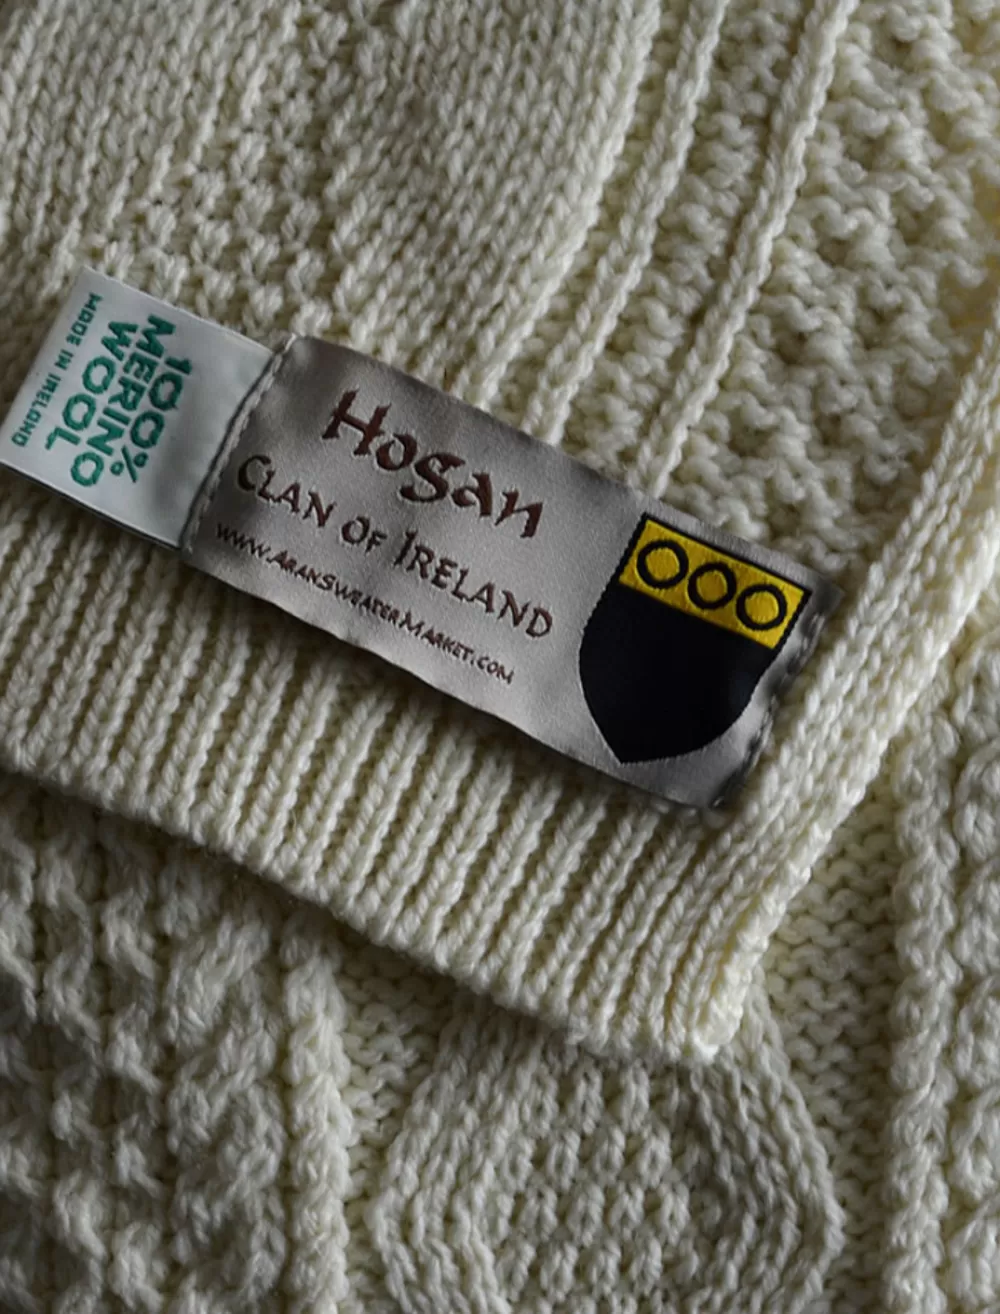 100%
MERINO
WOOL
MADE IN IRELAND
Hogan
CLAN OF IRELAND
WWW.ARANSWEATERMARKET.COM